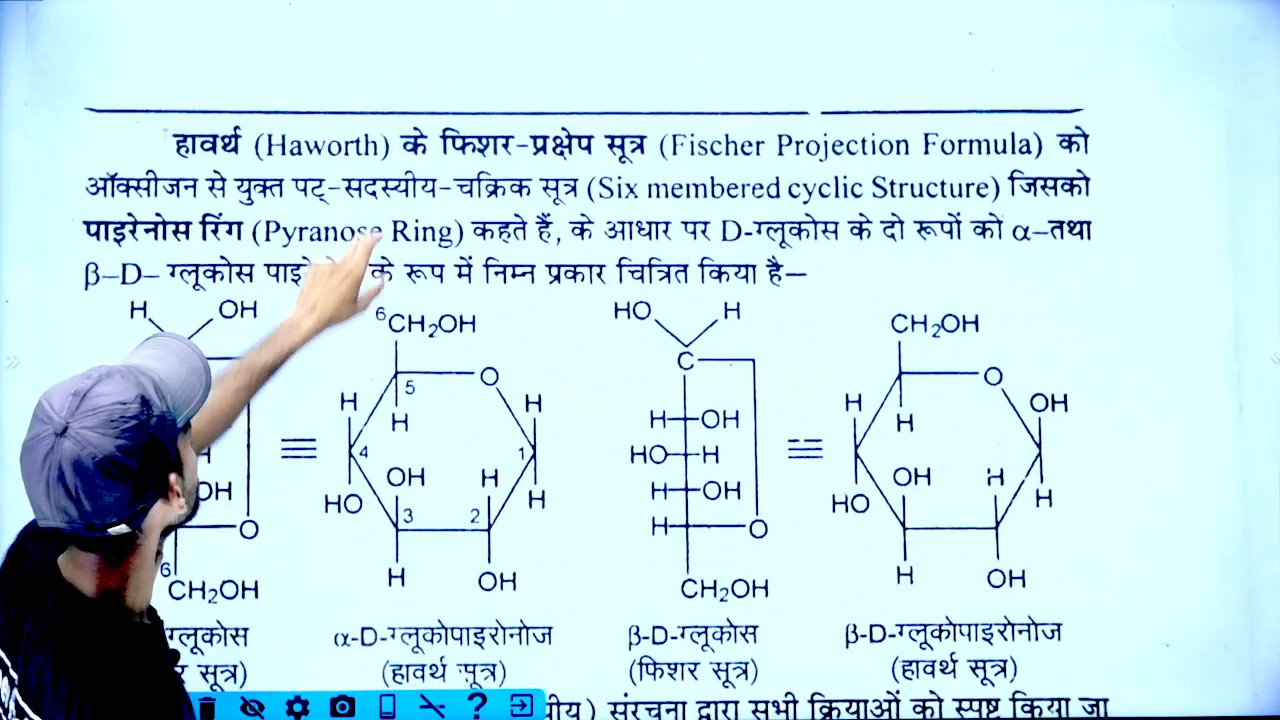 हावर्थ (Haworth) के फिशर-प्रक्षेप सूत्र (Fischer Projection Formula) को
ऑक्सीजन से युक्त षट्-सदस्यीय-चक्रिक सूत्र (Six membered cyclic Structure) जिसको
पाइरेनोस रिंग (Pyranose Ring) कहते हैं, के आधार पर D-ग्लूकोस के दो रूपों को α–तथा
β–D– ग्लूकोस के रूप में निम्न प्रकार चित्रित किया है–
H OH 6CH2OH HO H CH2OH
C
5 O O
H H H OH
H H–OH H
4 1 HO–H
OH H OH H
OH HO H H–OH HO H
3 2
O H O
6 H OH H OH
CH2OH CH2OH
ग्लूकोस α-D-ग्लूकोपाइरोनोज β-D-ग्लूकोस β-D-ग्लूकोपाइरोनोज
सूत्र) (हावर्थ सूत्र) (फिशर सूत्र) (हावर्थ सूत्र)
संरचना द्वारा सभी क्रियाओं को स्पष्ट किया जा